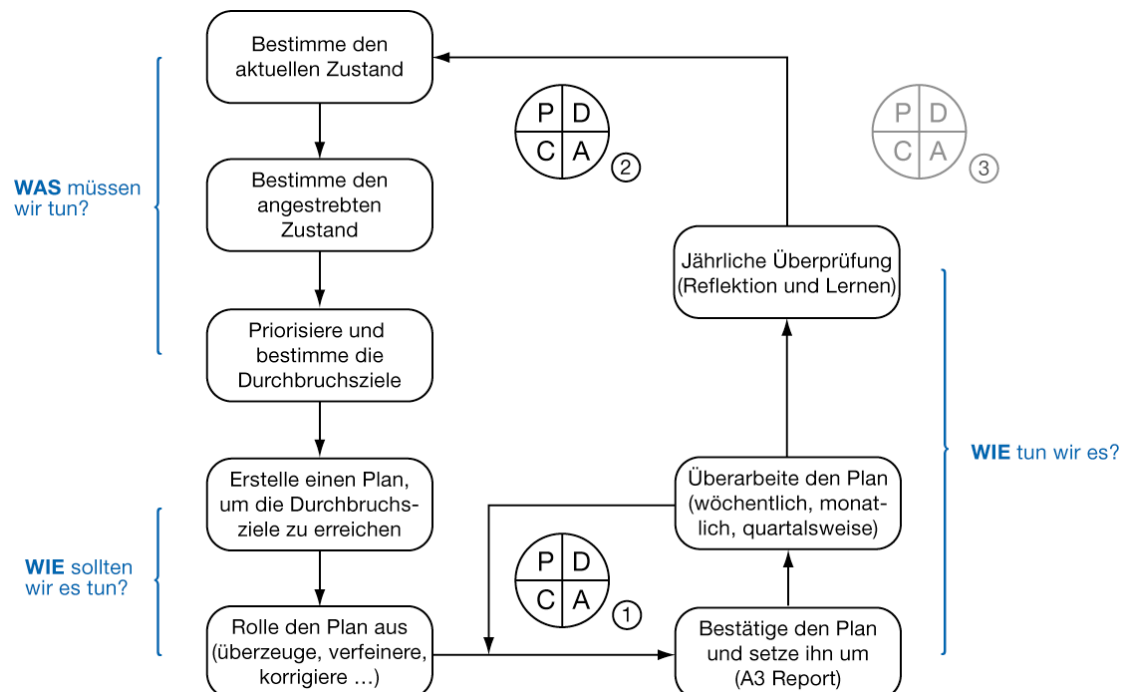 Bestimme den
aktuellen Zustand
P D
C A
2
P D
C A
3
WAS müssen
wir tun?
Bestimme den
angestrebten
Zustand
Jährliche Überprüfung
(Reflektion und Lernen)
Priorisiere und
bestimme die
Durchbruchsziele
WIE tun wir es?
Erstelle einen Plan,
um die Durchbruchs-
ziele zu erreichen
Überarbeite den Plan
(wöchentlich, monat-
lich, quartalsweise)
WIE sollten
wir es tun?
P D
C A
1
Rolle den Plan aus
(überzeuge, verfeinere,
korrigiere ...)
Bestätige den Plan
und setze ihn um
(A3 Report)